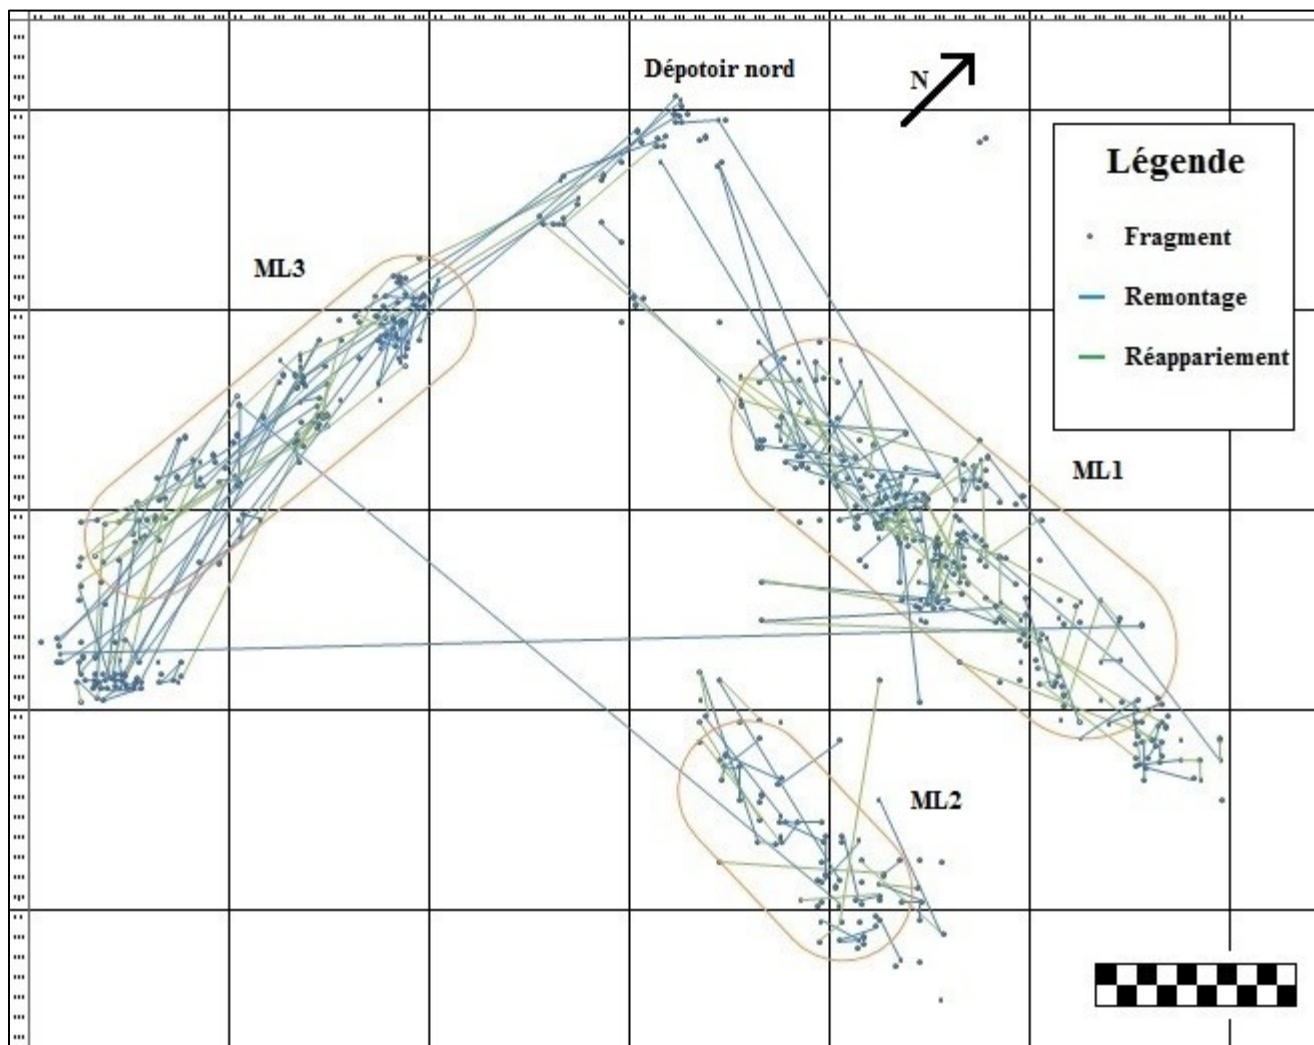 Dépotoir nord
N
Légende
Fragment
Remontage
Réappariement
ML3
ML1
ML2